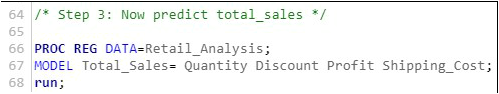 64 /* Step 3: Now predict total_sales */
65
66 PROC REG DATA=Retail_Analysis;
67 MODEL Total_Sales= Quantity Discount Profit Shipping_Cost;
68 run;